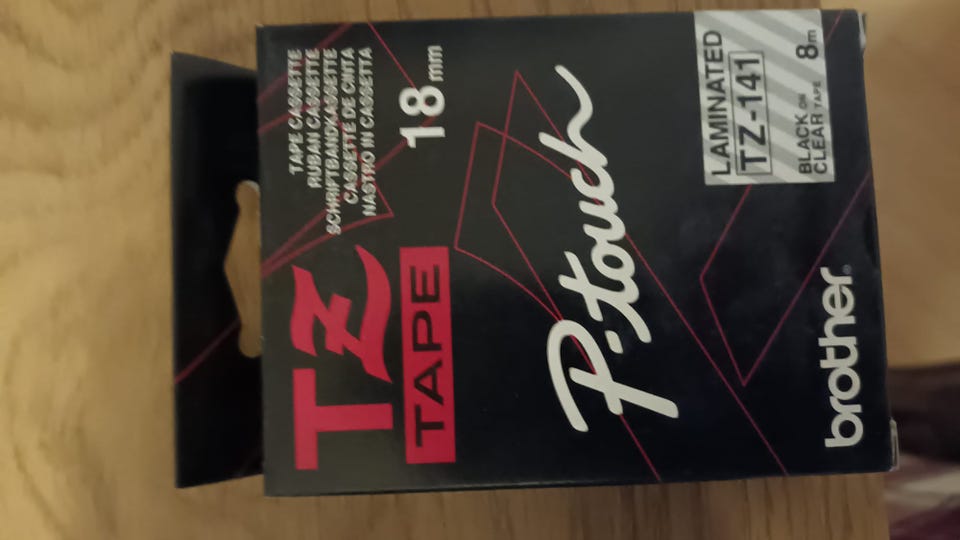 TZ
TAPE
TAPE CASSETTE
RUBAN CASSETTE
SCHRIFTBANDKASSETTE
CASSETTE DE CINTA
NASTRO IN CASSETTA
18 mm
P-touch
LAMINATED
TZ-141
BLACK ON
CLEAR TAPE 8m
brother®